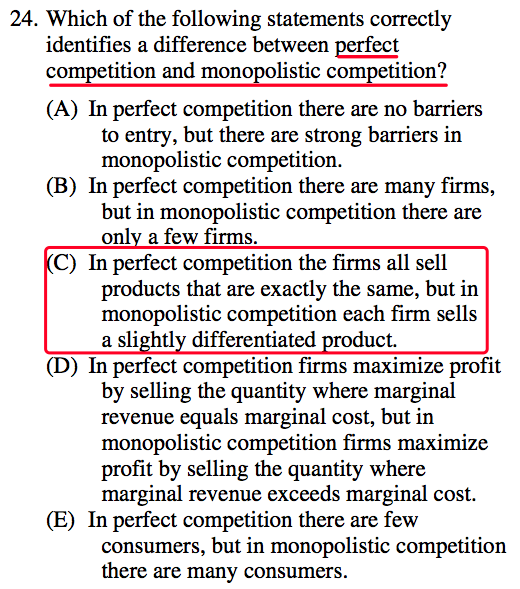 24. Which of the following statements correctly
identifies a difference between perfect
competition and monopolistic competition?
(A) In perfect competition there are no barriers
to entry, but there are strong barriers in
monopolistic competition.
(B) In perfect competition there are many firms,
but in monopolistic competition there are
only a few firms.
(C) In perfect competition the firms all sell
products that are exactly the same, but in
monopolistic competition each firm sells
a slightly differentiated product.
(D) In perfect competition firms maximize profit
by selling the quantity where marginal
revenue equals marginal cost, but in
monopolistic competition firms maximize
profit by selling the quantity where
marginal revenue exceeds marginal cost.
(E) In perfect competition there are few
consumers, but in monopolistic competition
there are many consumers.